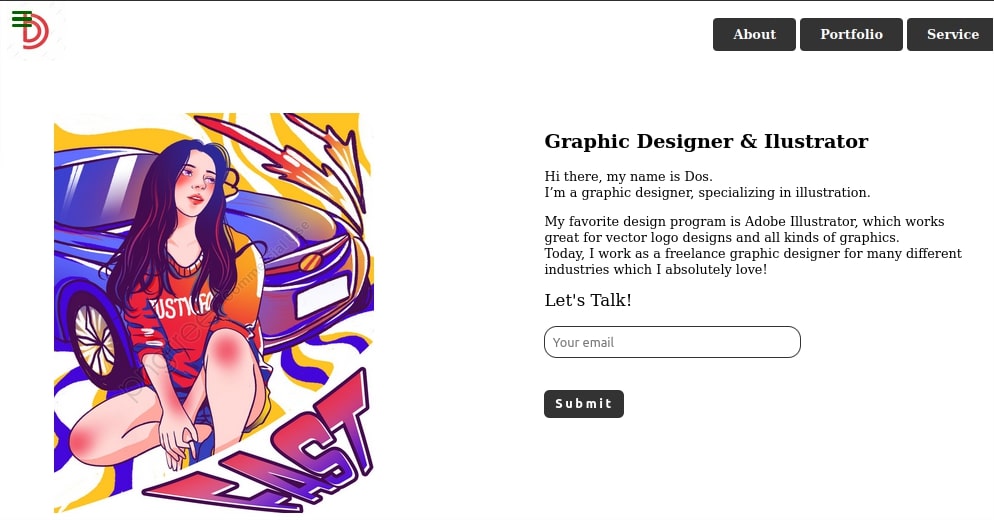 About Portfolio Service
Graphic Designer & Ilustrator
Hi there, my name is Dos.
I’m a graphic designer, specializing in illustration.
My favorite design program is Adobe Illustrator, which works
great for vector logo designs and all kinds of graphics.
Today, I work as a freelance graphic designer for many different
industries which I absolutely love!
Let's Talk!
Your email
Submit